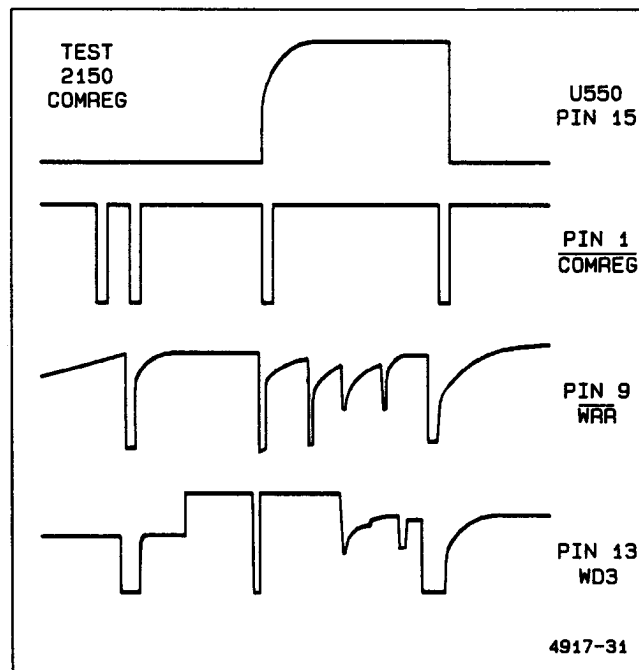 TEST
2150
COMREG
U550
PIN 15
PIN 1
COMREG
PIN 9
WRR
PIN 13
WD3
4917-31